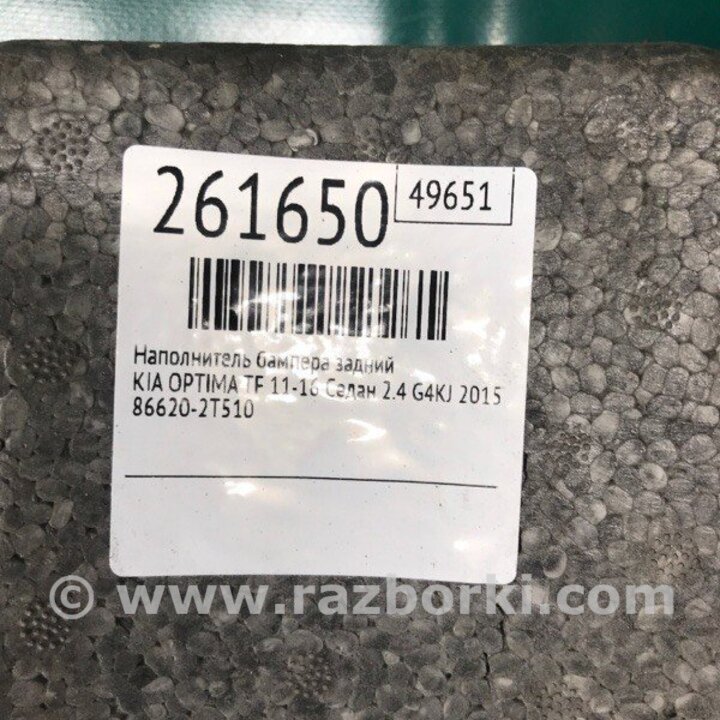 261650
49651
Наполнитель бампера задний
KIA OPTIMA TF 11-16 Седан 2.4 G4KJ 2015
86620-2T510
© www.razborki.com